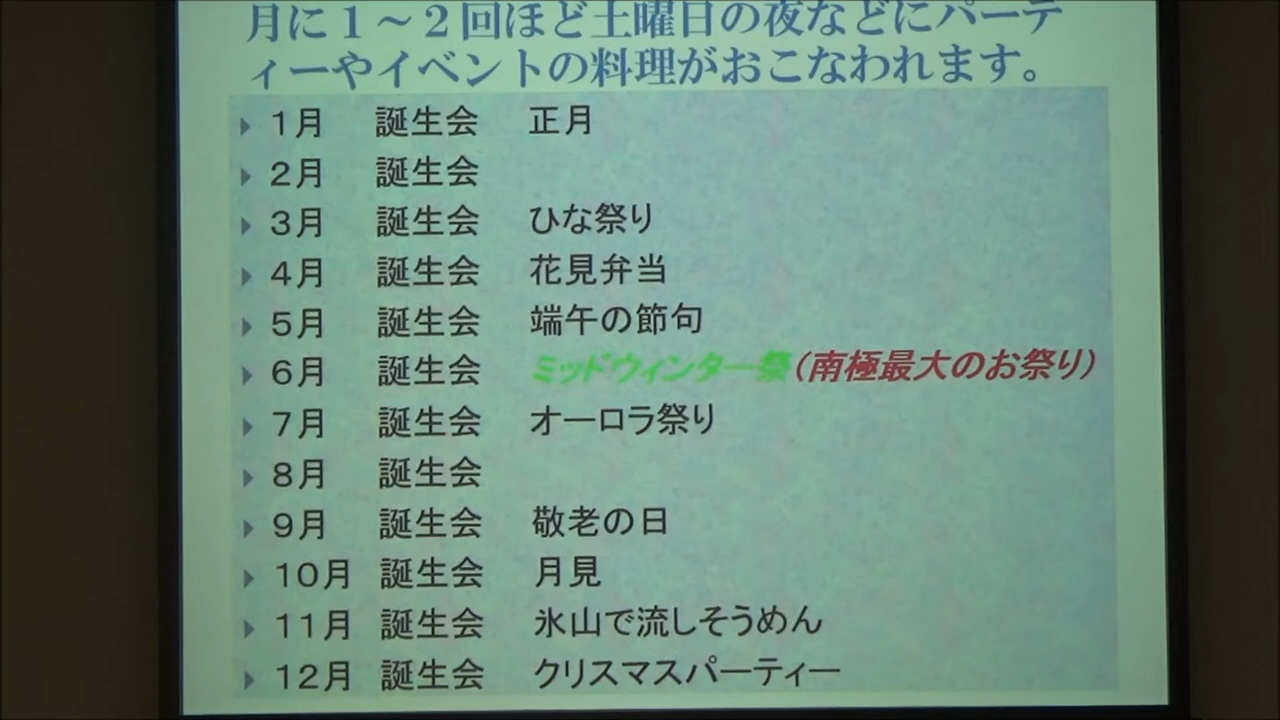 月に１～２回ほど土曜日の夜などにパーテ
ィーやイベントの料理がおこなわれます。
１月 誕生会 正月
２月 誕生会
３月 誕生会 ひな祭り
４月 誕生会 花見弁当
５月 誕生会 端午の節句
６月 誕生会 ミッドウィンター祭（南極最大のお祭り）
７月 誕生会 オーロラ祭り
８月 誕生会
９月 誕生会 敬老の日
１０月 誕生会 月見
１１月 誕生会 氷山で流しそうめん
１２月 誕生会 クリスマスパーティー